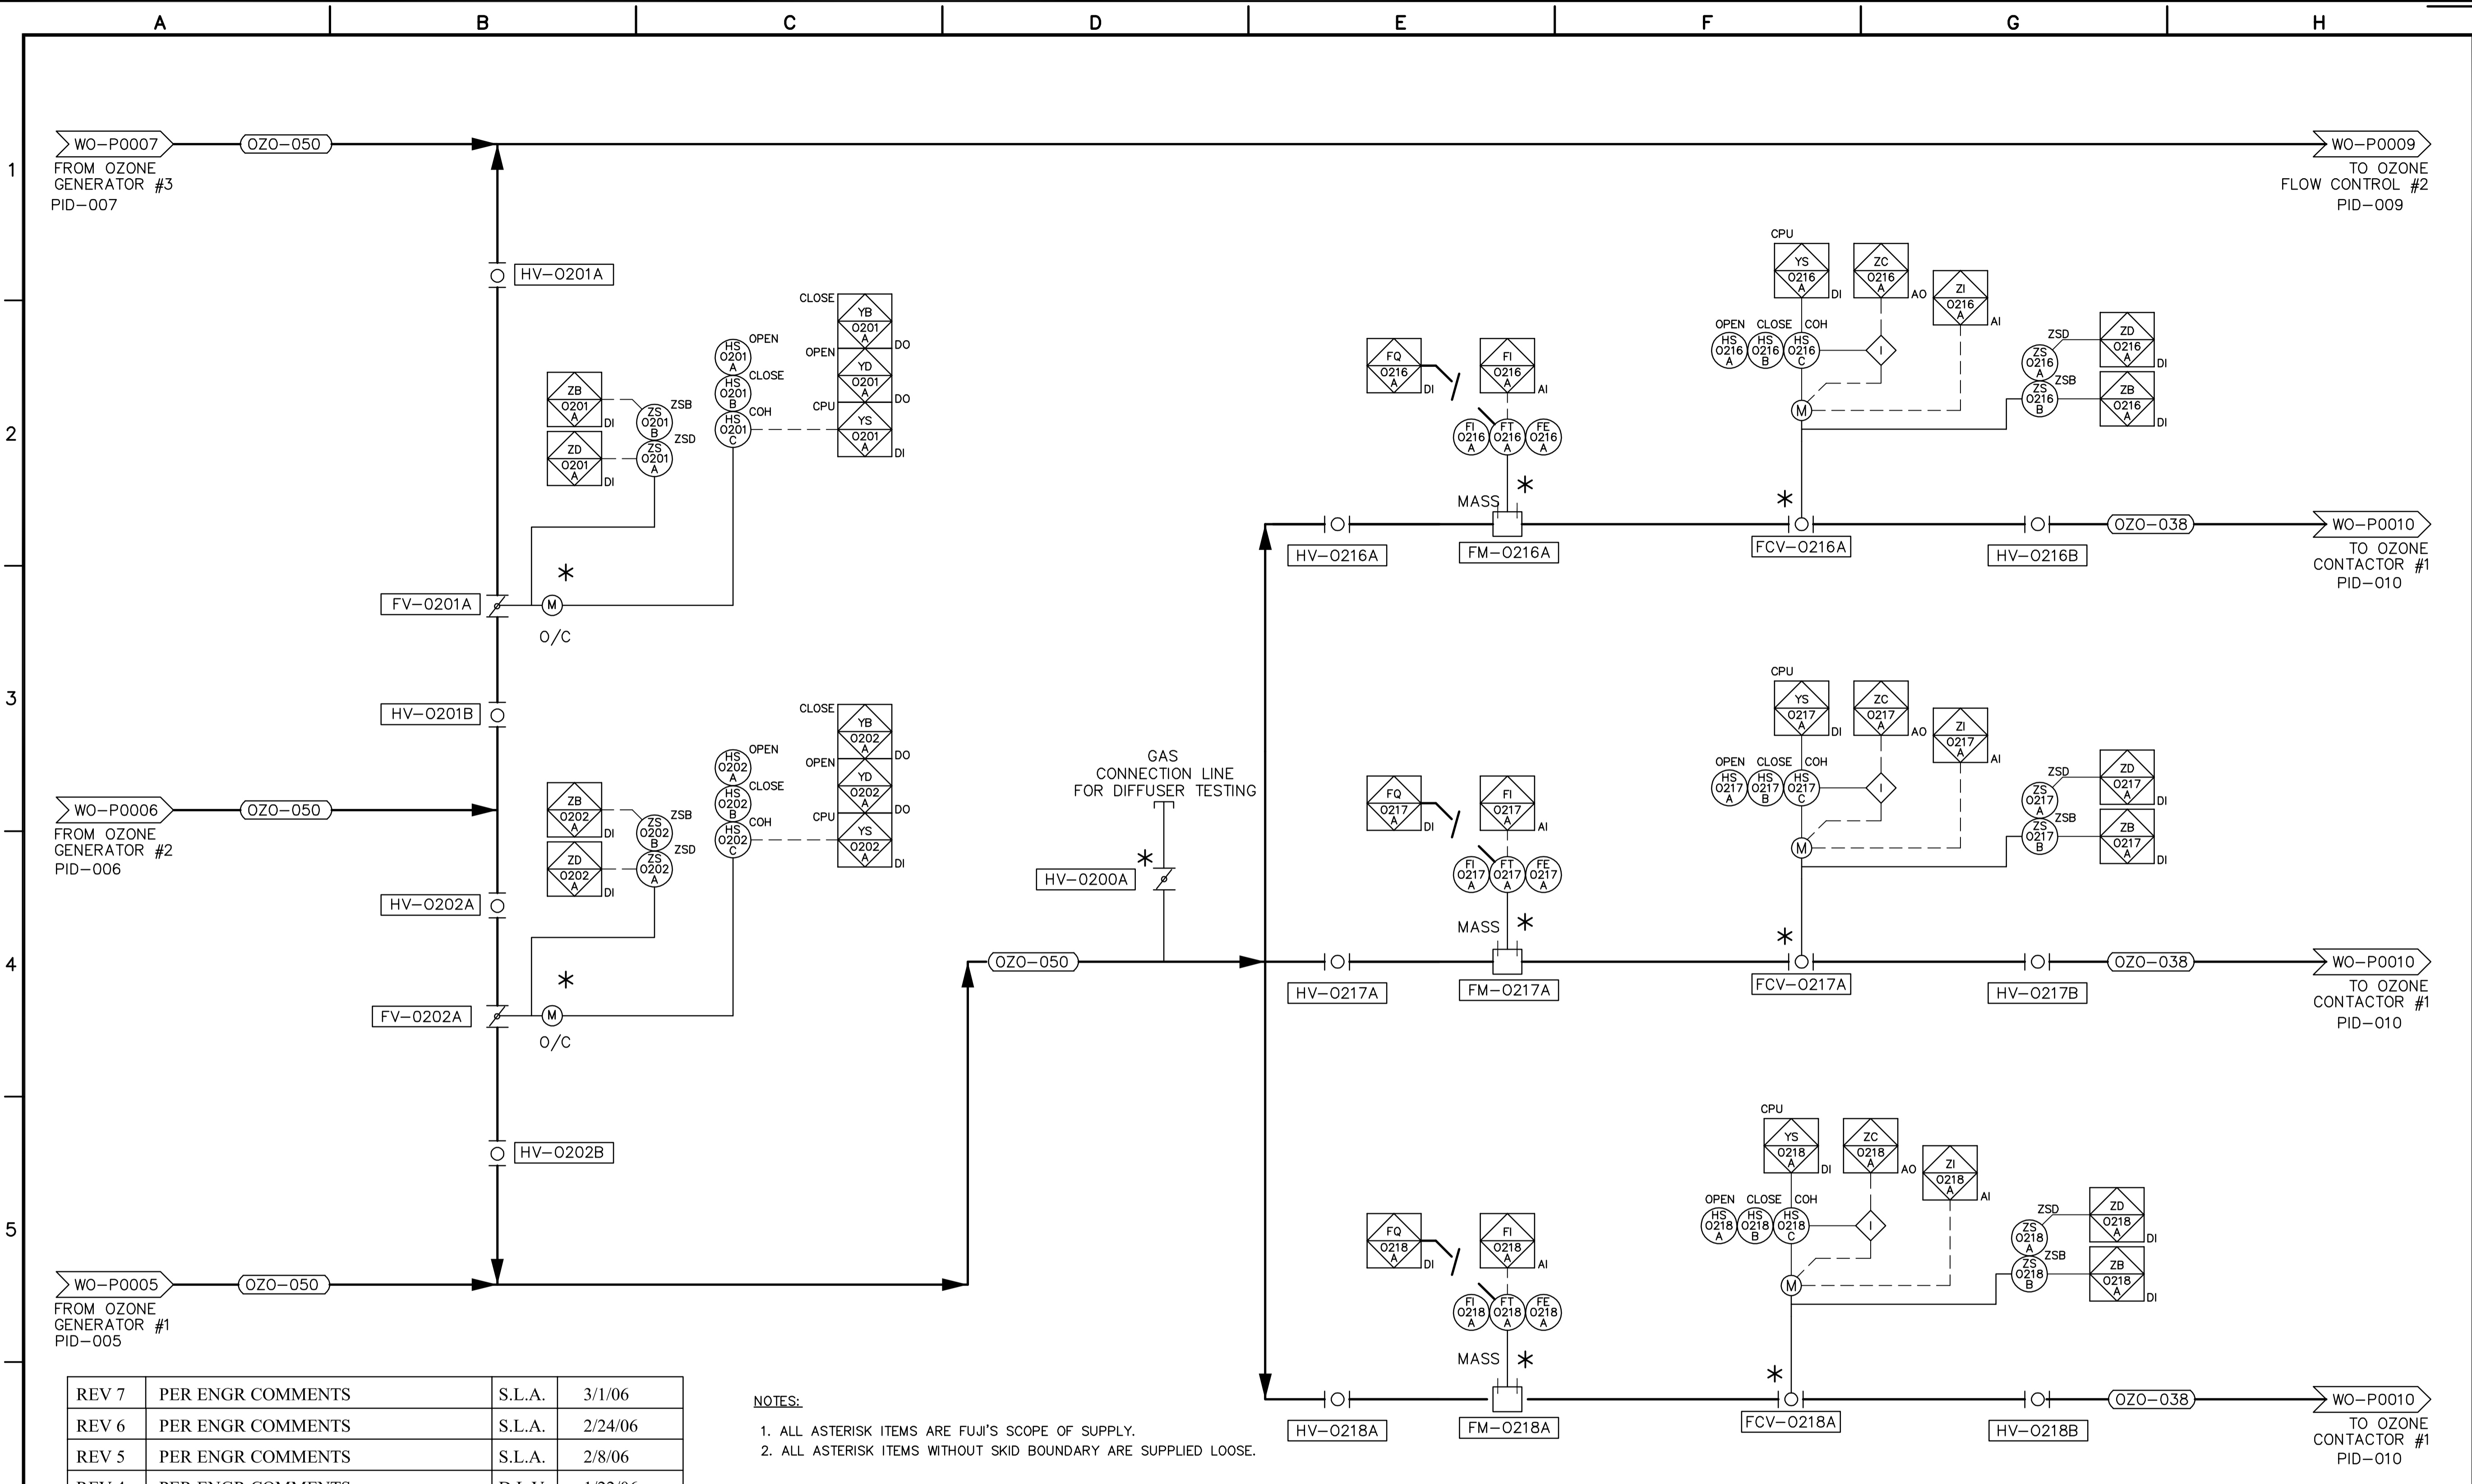 A B C D E F G H
1
2
3
4
5
WO-P0007
OZO-050
FROM OZONE
GENERATOR #3
PID-007
WO-P0009
TO OZONE
FLOW CONTROL #2
PID-009
HV-0201A
CLOSE
YB
0201
A
DO
OPEN
YD
0201
A
DO
CPU
YS
0201
A
DI
HS
0201
A
OPEN
HS
0201
B
CLOSE
HS
0201
C
COH
ZB
0201
A
DI
ZD
0201
A
DI
ZS
0201
B
ZSB
ZS
0201
A
ZSD
FV-0201A
M
*
O/C
HV-0201B
WO-P0006
OZO-050
FROM OZONE
GENERATOR #2
PID-006
CLOSE
YB
0202
A
DO
OPEN
YD
0202
A
DO
CPU
YS
0202
A
DI
HS
0202
A
OPEN
HS
0202
B
CLOSE
HS
0202
C
COH
ZB
0202
A
DI
ZD
0202
A
DI
ZS
0202
B
ZSB
ZS
0202
A
ZSD
HV-0202A
FV-0202A
M
*
O/C
HV-0202B
WO-P0005
OZO-050
FROM OZONE
GENERATOR #1
PID-005
GAS
CONNECTION LINE
FOR DIFFUSER TESTING
*
HV-0200A
OZO-050
FQ
0216
A
DI
FI
0216
A
AI
FI
0216
A
FT
0216
A
FE
0216
A
MASS
*
HV-0216A
FM-0216A
CPU
YS
0216
A
DI
ZC
0216
A
AO
ZI
0216
A
AI
OPEN CLOSE COH
HS
0216
A
HS
0216
B
HS
0216
C
I
M
ZSD
ZS
0216
A
ZSB
ZS
0216
B
ZD
0216
A
DI
ZB
0216
A
DI
*
FCV-0216A
HV-0216B
OZO-038
WO-P0010
TO OZONE
CONTACTOR #1
PID-010
FQ
0217
A
DI
FI
0217
A
AI
FI
0217
A
FT
0217
A
FE
0217
A
MASS
*
HV-0217A
FM-0217A
CPU
YS
0217
A
DI
ZC
0217
A
AO
ZI
0217
A
AI
OPEN CLOSE COH
HS
0217
A
HS
0217
B
HS
0217
C
I
M
ZSD
ZS
0217
A
ZSB
ZS
0217
B
ZD
0217
A
DI
ZB
0217
A
DI
*
FCV-0217A
HV-0217B
OZO-038
WO-P0010
TO OZONE
CONTACTOR #1
PID-010
FQ
0218
A
DI
FI
0218
A
AI
FI
0218
A
FT
0218
A
FE
0218
A
MASS
*
HV-0218A
FM-0218A
CPU
YS
0218
A
DI
ZC
0218
A
AO
ZI
0218
A
AI
OPEN CLOSE COH
HS
0218
A
HS
0218
B
HS
0218
C
I
M
ZSD
ZS
0218
A
ZSB
ZS
0218
B
ZD
0218
A
DI
ZB
0218
A
DI
*
FCV-0218A
HV-0218B
OZO-038
WO-P0010
TO OZONE
CONTACTOR #1
PID-010
REV 7 PER ENGR COMMENTS S.L.A. 3/1/06
REV 6 PER ENGR COMMENTS S.L.A. 2/24/06
REV 5 PER ENGR COMMENTS S.L.A. 2/8/06
NOTES:
1. ALL ASTERISK ITEMS ARE FUJI'S SCOPE OF SUPPLY.
2. ALL ASTERISK ITEMS WITHOUT SKID BOUNDARY ARE SUPPLIED LOOSE.